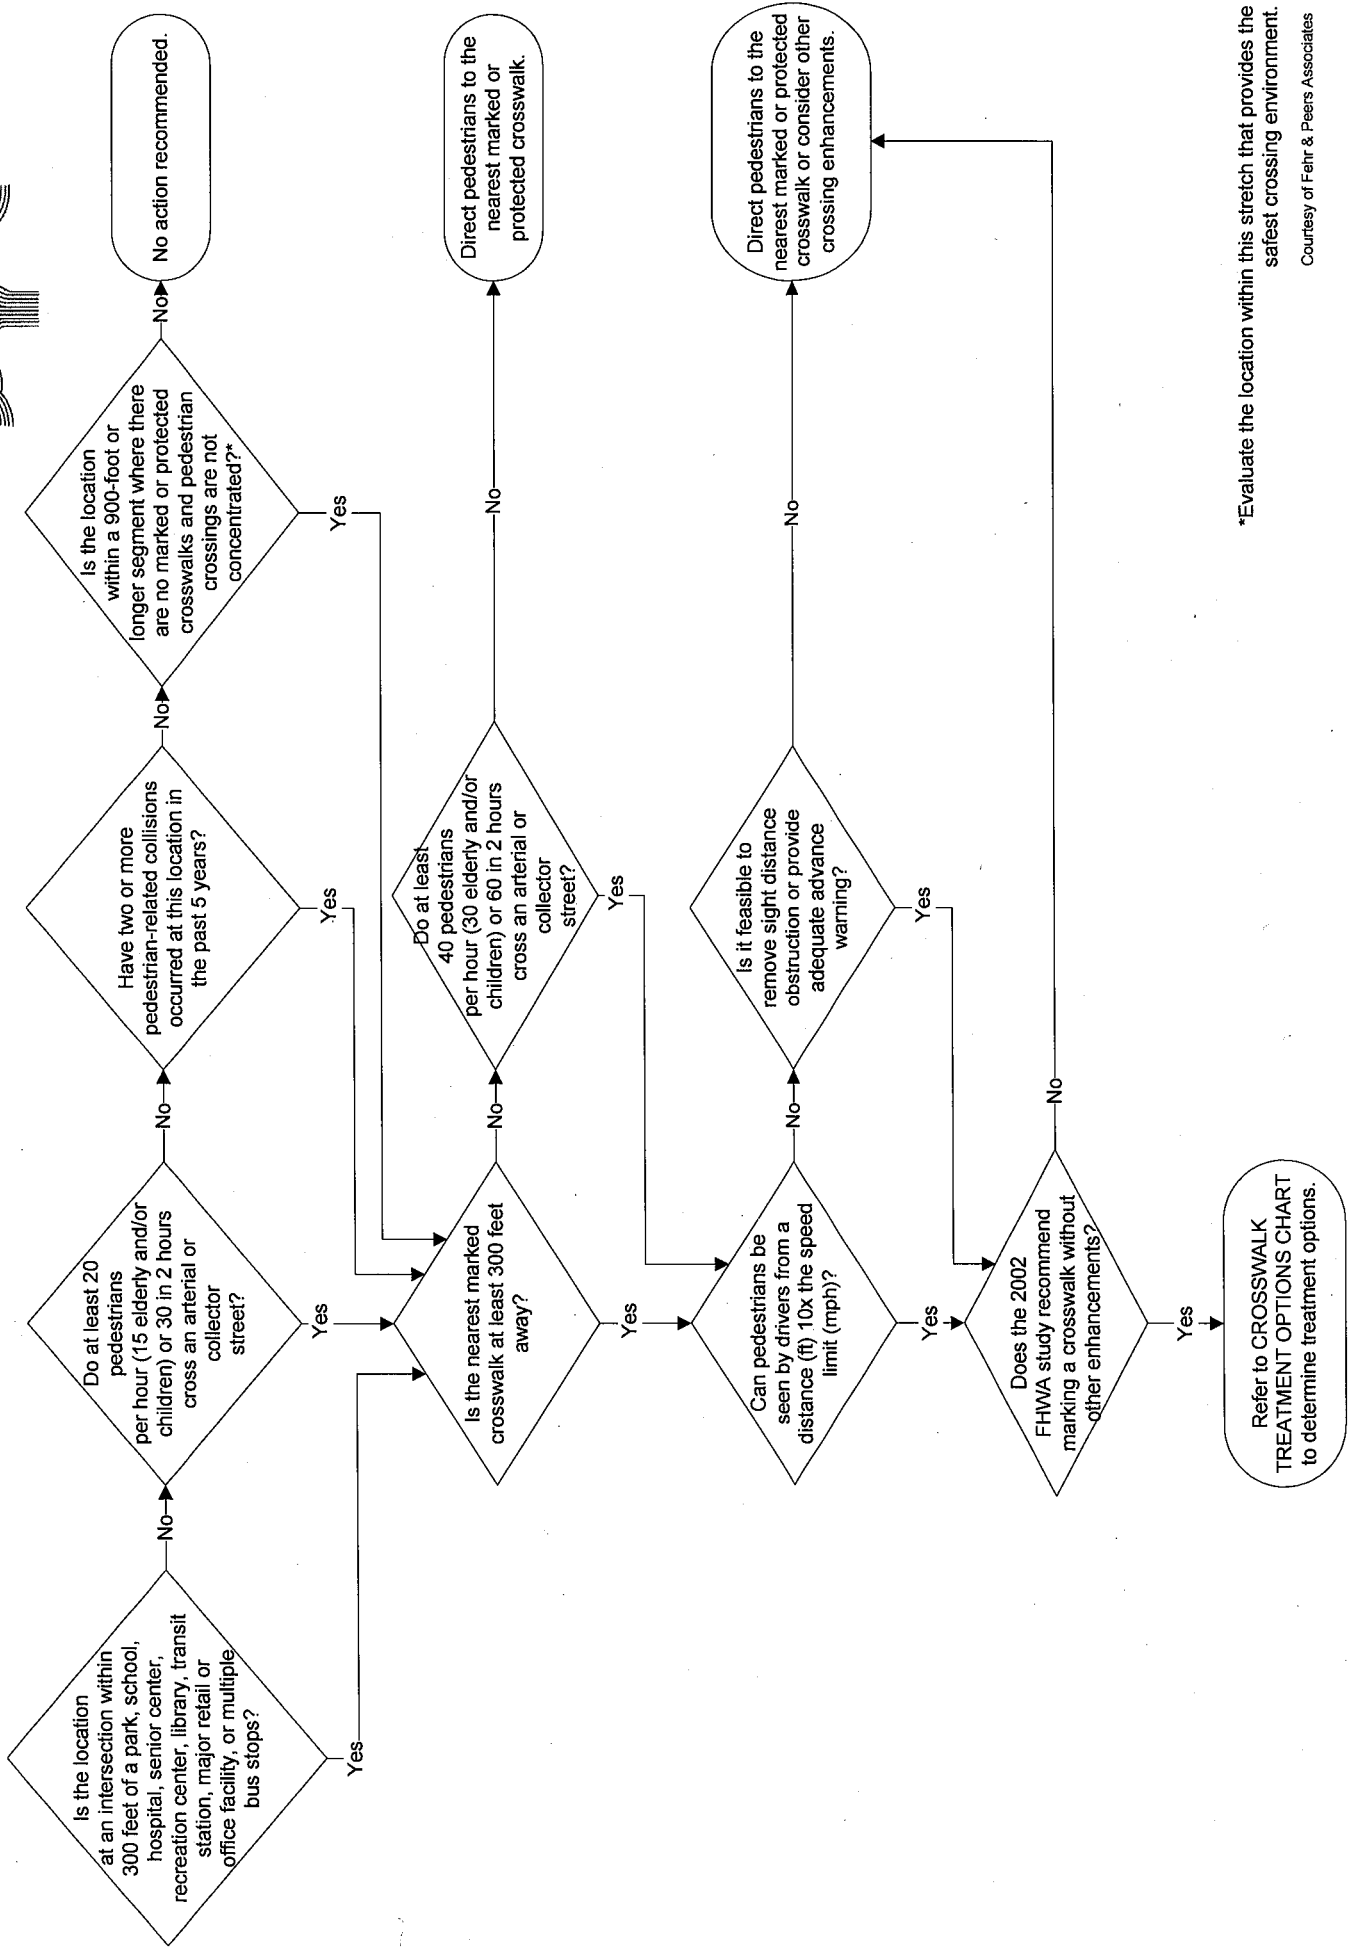 Is the location
at an intersection within
300 feet of a park, school,
hospital, senior center,
recreation center, library, transit
station, major retail or
office facility, or multiple
bus stops?
No
Yes
Do at least 20
pedestrians
per hour (15 elderly and/or
children) or 30 in 2 hours
cross an arterial or
collector
street?
No
Yes
Have two or more
pedestrian-related collisions
occurred at this location in
the past 5 years?
No
Yes
Is the location
within a 900-foot or
longer segment where there
are no marked or protected
crosswalks and pedestrian
crossings are not
concentrated?*
No
Yes
No action recommended.
Is the nearest marked
crosswalk at least 300 feet
away?
No
Yes
Do at least
40 pedestrians
per hour (30 elderly and/or
children) or 60 in 2 hours
cross an arterial or
collector
street?
No
Yes
Direct pedestrians to the
nearest marked or
protected crosswalk.
Can pedestrians be
seen by drivers from a
distance (ft) 10x the speed
limit (mph)?
No
Yes
Is it feasible to
remove sight distance
obstruction or provide
adequate advance
warning?
No
Yes
Direct pedestrians to the
nearest marked or protected
crosswalk or consider other
crossing enhancements.
Does the 2002
FHWA study recommend
marking a crosswalk without
other enhancements?
No
Yes
Refer to CROSSWALK
TREATMENT OPTIONS CHART
to determine treatment options.
*Evaluate the location within this stretch that provides the
safest crossing environment.
Courtesy of Fehr & Peers Associates